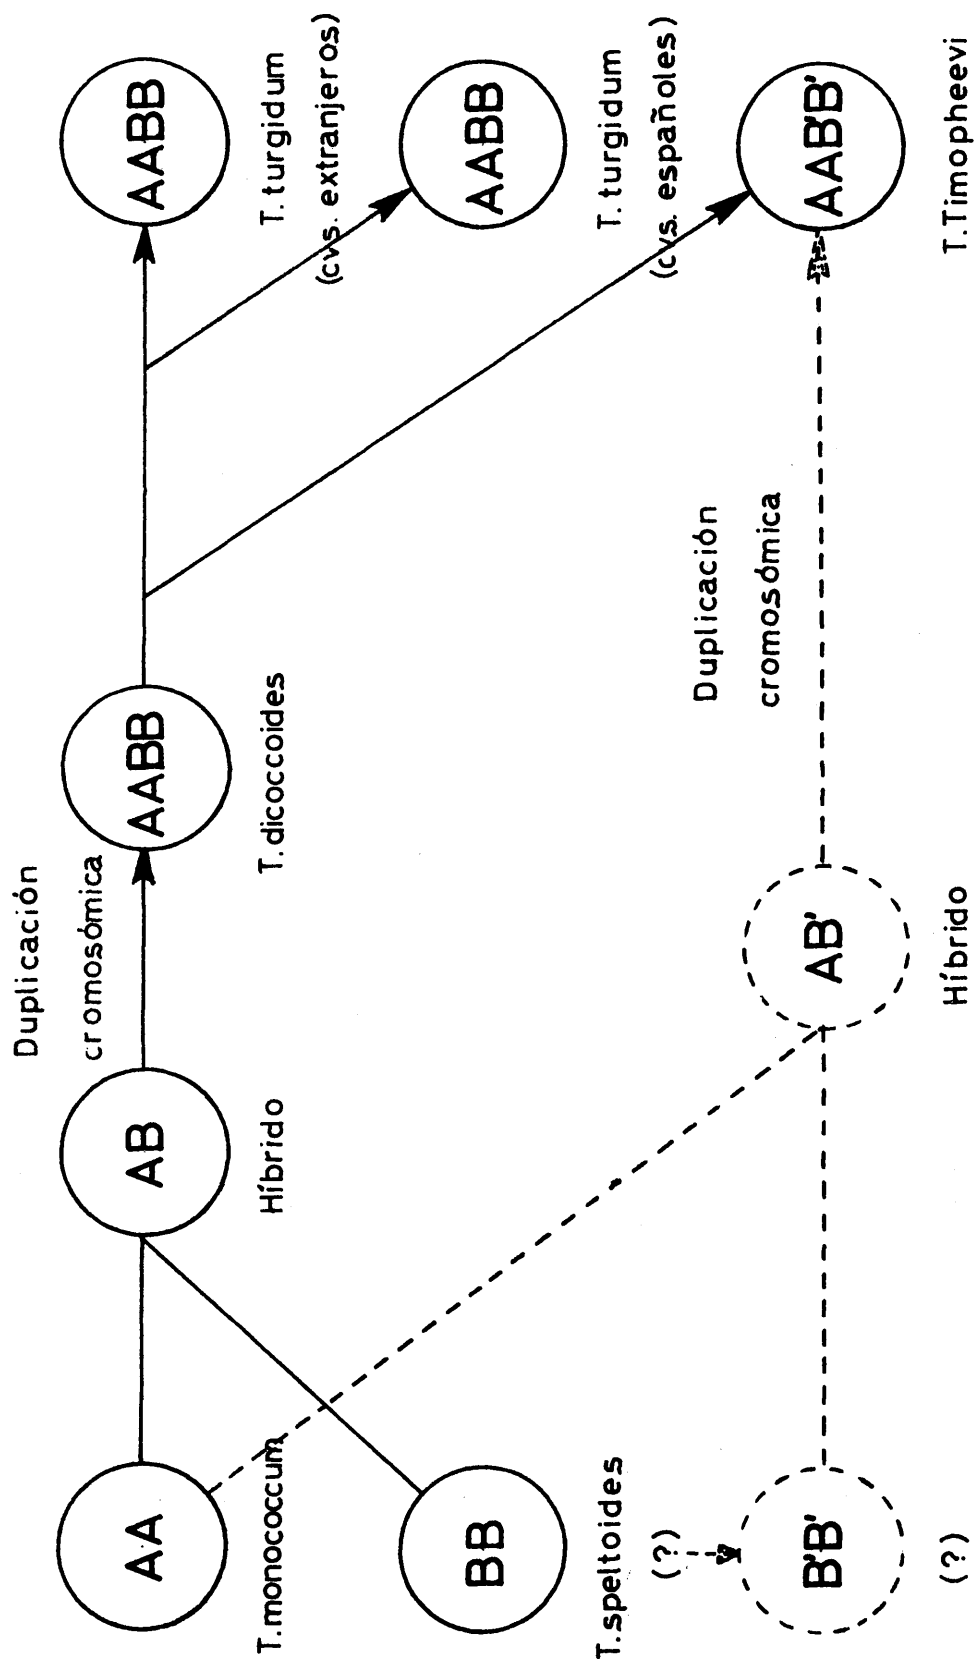 AA
T.monococcum
BB
T.speltoides
(?)
B'B'
(?)
AB
Híbrido
Duplicación
cromosómica
AABB
T.dicoccoides
AB'
Híbrido
Duplicación
cromosómica
AABB
T.turgidum
(cvs. extranjeros)
AABB
T.turgidum
(cvs. españoles)
AAB'B'
T.Timopheevi